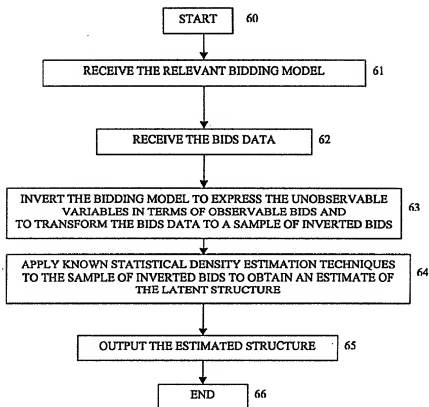 START 60
RECEIVE THE RELEVANT BIDDING MODEL 61
RECEIVE THE BIDS DATA 62
INVERT THE BIDDING MODEL TO EXPRESS THE UNOBSERVABLE
VARIABLES IN TERMS OF OBSERVABLE BIDS AND
TO TRANSFORM THE BIDS DATA TO A SAMPLE OF INVERTED BIDS
63
APPLY KNOWN STATISTICAL DENSITY ESTIMATION TECHNIQUES
TO THE SAMPLE OF INVERTED BIDS TO OBTAIN AN ESTIMATE OF
THE LATENT STRUCTURE
64
OUTPUT THE ESTIMATED STRUCTURE 65
END 66